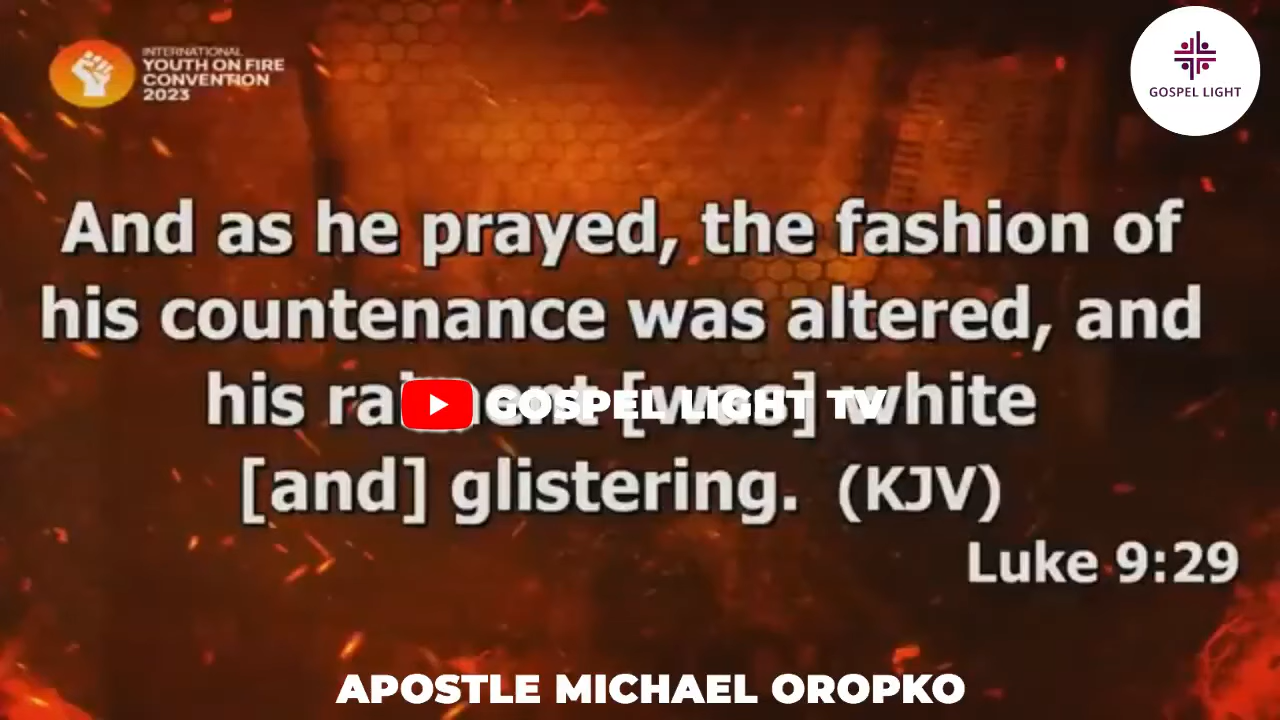 INTERNATIONAL
YOUTH ON FIRE
CONVENTION
2023
GOSPEL LIGHT
And as he prayed, the fashion of
his countenance was altered, and
his raiment [was] white
[and] glistering. (KJV)
Luke 9:29
GOSPEL LIGHT TV
APOSTLE MICHAEL OROPKO